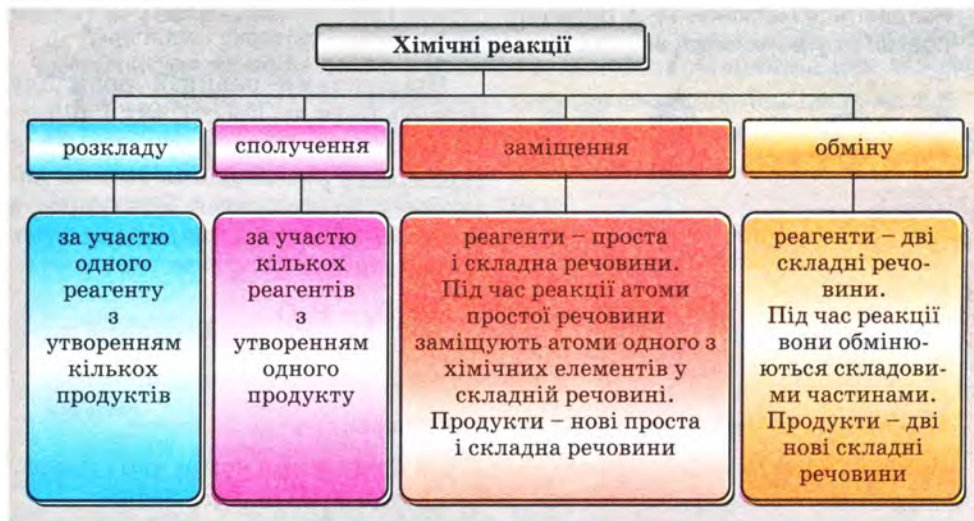 Хімічні реакції
розкладу
сполучення
заміщення
обміну
за участю
одного
реагенту
з
утворенням
кількох
продуктів
за участю
кількох
реагентів
з
утворенням
одного
продукту
реагенти – проста
і складна речовини.
Під час реакції атоми
простої речовини
заміщують атоми одного з
хімічних елементів у
складній речовині.
Продукти – нові проста
і складна речовини
реагенти – дві
складні речо-
вини.
Під час реакції
вони обміню-
ються складови-
ми частинами.
Продукти – дві
нові складні
речовини